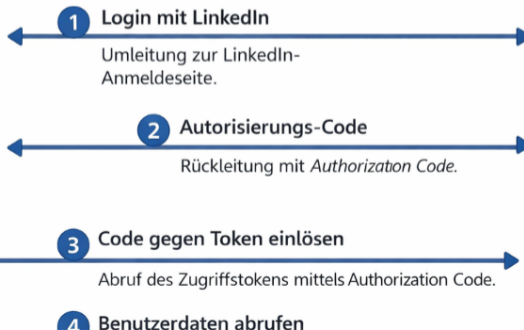 1 Login mit LinkedIn
Umleitung zur LinkedIn-
Anmeldeseite.
2 Autorisierungs-Code
Rückleitung mit Authorization Code.
3 Code gegen Token einlösen
Abruf des Zugriffstokens mittels Authorization Code.
4 Benutzerdaten abrufen